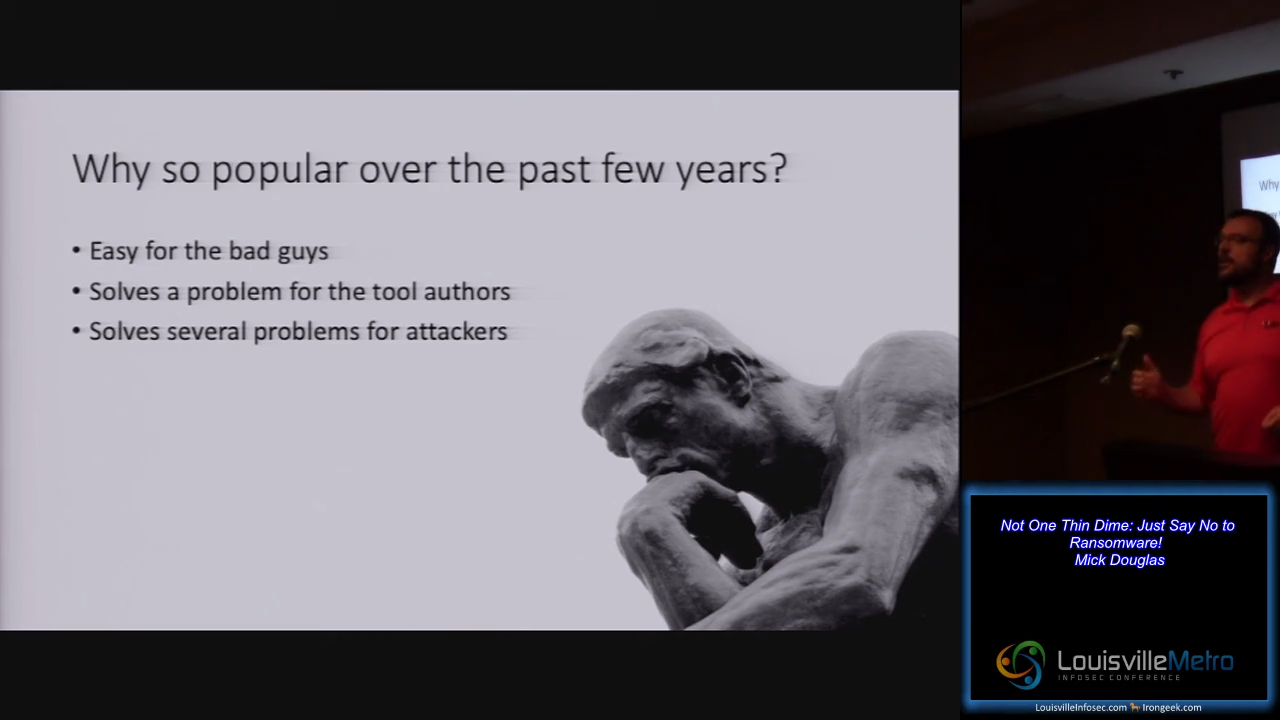 Why so popular over the past few years?
• Easy for the bad guys
• Solves a problem for the tool authors
• Solves several problems for attackers
Why
Not One Thin Dime: Just Say No to
Ransomware!
Mick Douglas
LouisvilleMetro
INFOSEC CONFERENCE
LouisvilleInfosec.com Irongeek.com